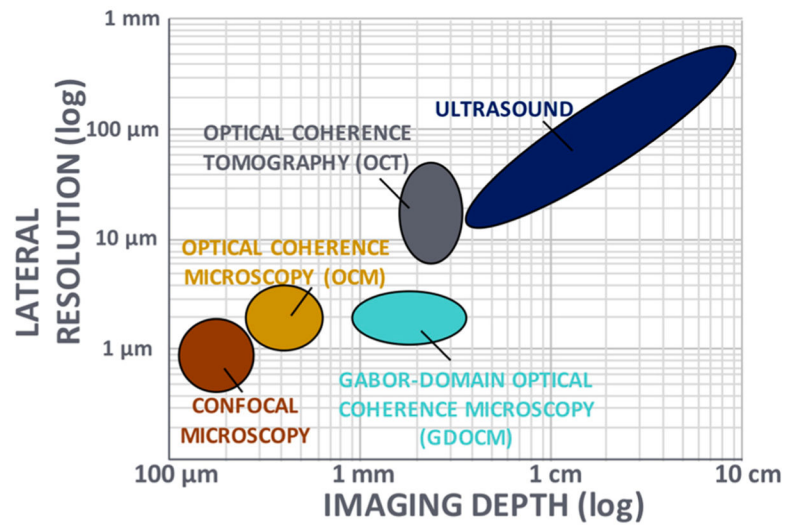 1 mm
ULTRASOUND
100 µm
OPTICAL COHERENCE
TOMOGRAPHY (OCT)
LATERAL
RESOLUTION (log)
10 µm
OPTICAL COHERENCE
MICROSCOPY (OCM)
1 µm
GABOR-DOMAIN OPTICAL
COHERENCE MICROSCOPY
(GDOCM)
CONFOCAL
MICROSCOPY
100 µm
1 mm
1 cm
10 cm
IMAGING DEPTH (log)